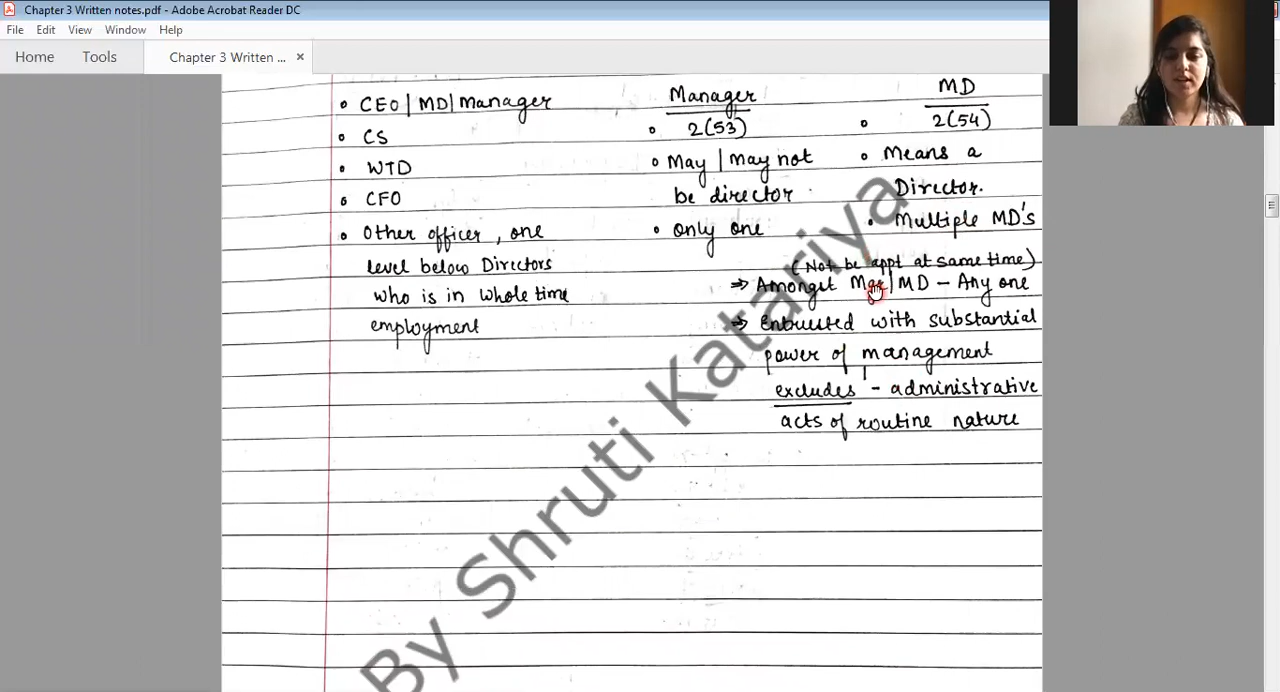 Chapter 3 Written notes.pdf - Adobe Acrobat Reader DC
File Edit View Window Help
Home Tools Chapter 3 Written ... ×
• CEO | MD | Manager
• CS
• WTD
• CFO
• Other officer, one
level below Directors
who is in whole time
employment
Manager
• 2(53)
• May | may not
be director
• Only one
MD
• 2(54)
• Means a
Director.
• Multiple MD's
(Not be appt at same time)
⇒ Amongst Mgr | MD - Any one
⇒ Entrusted with substantial
power of management
excludes - administrative
acts of routine nature
By Shruti Katariya